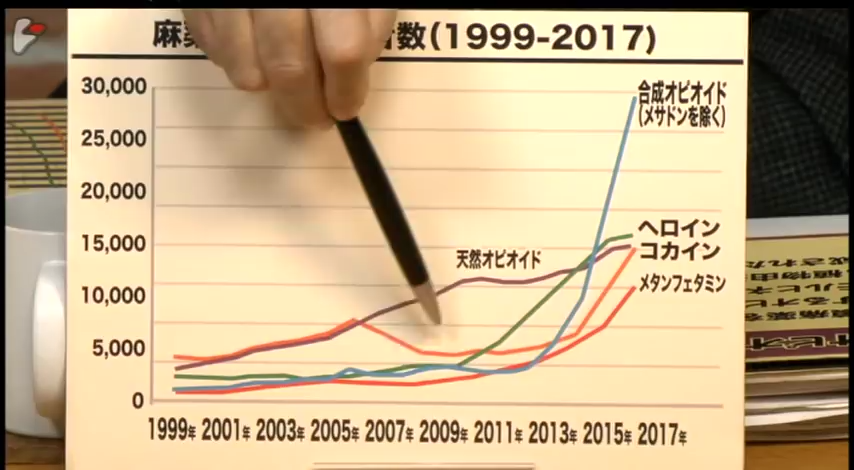 麻 数(1999-2017)
30,000
25,000
20,000
15,000
10,000
5,000
0
合成オピオイド
(メサドンを除く)
ヘロイン
コカイン
メタンフェタミン
天然オピオイド
1999年 2001年 2003年 2005年 2007年 2009年 2011年 2013年 2015年 2017年